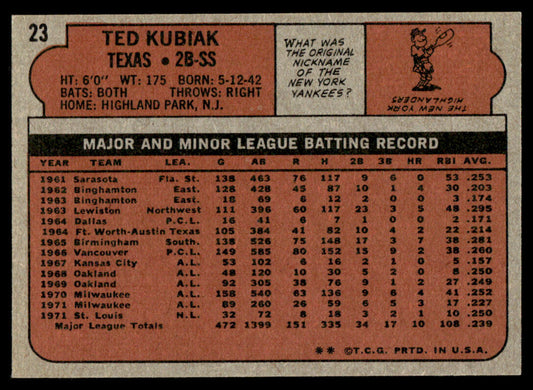 23
TED KUBIAK
TEXAS • 2B-SS
HT: 6'0" WT: 175 BORN: 5-12-42
BATS: BOTH THROWS: RIGHT
HOME: HIGHLAND PARK, N.J.
WHAT WAS THE ORIGINAL NICKNAME OF THE NEW YORK YANKEES?
THE NEW YORK HIGHLANDERS
MAJOR AND MINOR LEAGUE BATTING RECORD
YEAR TEAM LEA. G AB R H 2B 3B HR RBI AVG.
1961 Sarasota Fla. St. 138 463 76 117 9 6 0 53 .253
1962 Binghamton East. 128 428 45 87 10 1 4 30 .203
1963 Binghamton East. 18 69 6 12 2 0 0 3 .174
1963 Lewiston Northwest 111 396 60 117 23 3 5 48 .295
1964 Dallas P.C.L. 16 41 6 7 1 0 0 2 .171
1964 Ft. Worth-Austin Texas 105 384 41 82 10 4 2 22 .214
1965 Birmingham South. 138 526 75 148 17 3 7 38 .281
1966 Vancouver P.C.L. 149 585 80 152 13 9 2 38 .260
1967 Kansas City A.L. 53 102 6 16 2 1 0 5 .157
1968 Oakland A.L. 48 120 10 30 5 2 0 8 .250
1969 Oakland A.L. 92 305 38 76 9 1 2 27 .249
1970 Milwaukee A.L. 158 540 63 136 9 6 4 41 .252
1971 Milwaukee A.L. 89 260 26 59 6 5 3 17 .227
1971 St. Louis N.L. 32 72 8 18 3 2 1 10 .250
Major League Totals 472 1399 151 335 34 17 10 108 .239
** ©T.C.G. PRTD. IN U.S.A.